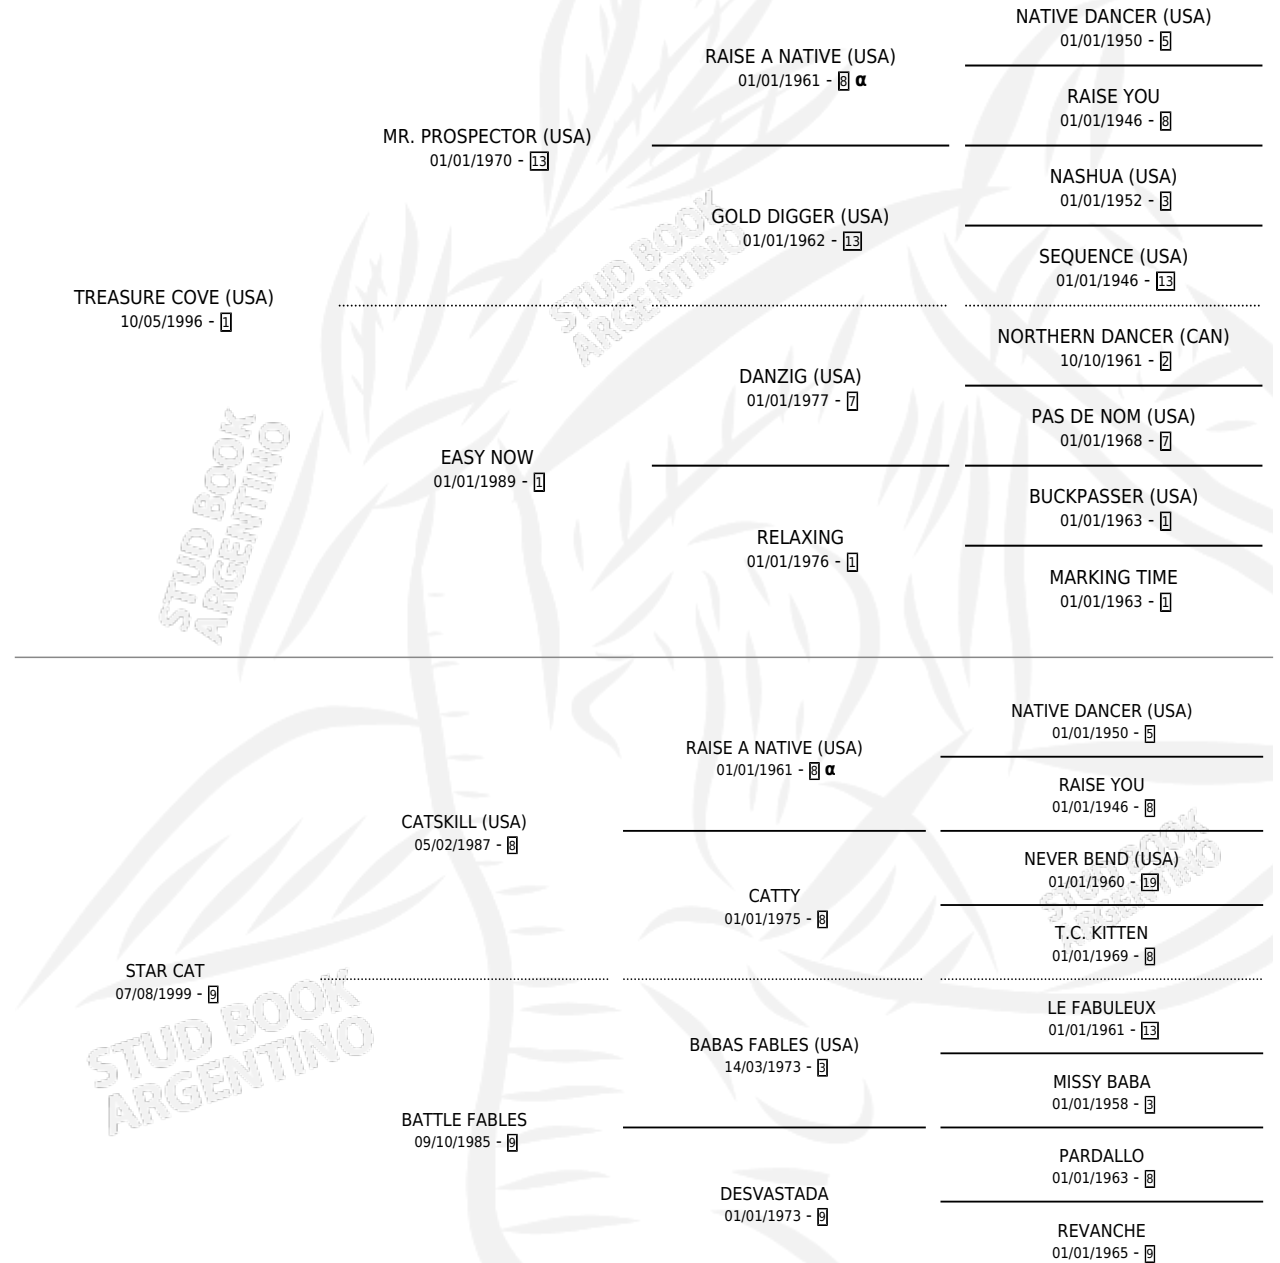 NATIVE DANCER (USA)
01/01/1950 - 5
RAISE A NATIVE (USA)
01/01/1961 - 8 α
RAISE YOU
01/01/1946 - 8
MR. PROSPECTOR (USA)
01/01/1970 - 13
NASHUA (USA)
01/01/1952 - 3
GOLD DIGGER (USA)
01/01/1962 - 13
SEQUENCE (USA)
01/01/1946 - 13
TREASURE COVE (USA)
10/05/1996 - 1
NORTHERN DANCER (CAN)
10/10/1961 - 2
DANZIG (USA)
01/01/1977 - 7
PAS DE NOM (USA)
01/01/1968 - 7
EASY NOW
01/01/1989 - 1
BUCKPASSER (USA)
01/01/1963 - 1
RELAXING
01/01/1976 - 1
MARKING TIME
01/01/1963 - 1
STUD BOOK
ARGENTINO
STUD BOOK
ARGENTINO
NATIVE DANCER (USA)
01/01/1950 - 5
RAISE A NATIVE (USA)
01/01/1961 - 8 α
RAISE YOU
01/01/1946 - 8
CATSKILL (USA)
05/02/1987 - 8
NEVER BEND (USA)
01/01/1960 - 19
CATTY
01/01/1975 - 8
T.C. KITTEN
01/01/1969 - 8
STAR CAT
07/08/1999 - 9
LE FABULEUX
01/01/1961 - 13
BABAS FABLES (USA)
14/03/1973 - 3
MISSY BABA
01/01/1958 - 3
BATTLE FABLES
09/10/1985 - 9
PARDALLO
01/01/1963 - 8
DESVASTADA
01/01/1973 - 9
REVANCHE
01/01/1965 - 9
STUD BOOK
ARGENTINO
STUD BOOK
ARGENTINO